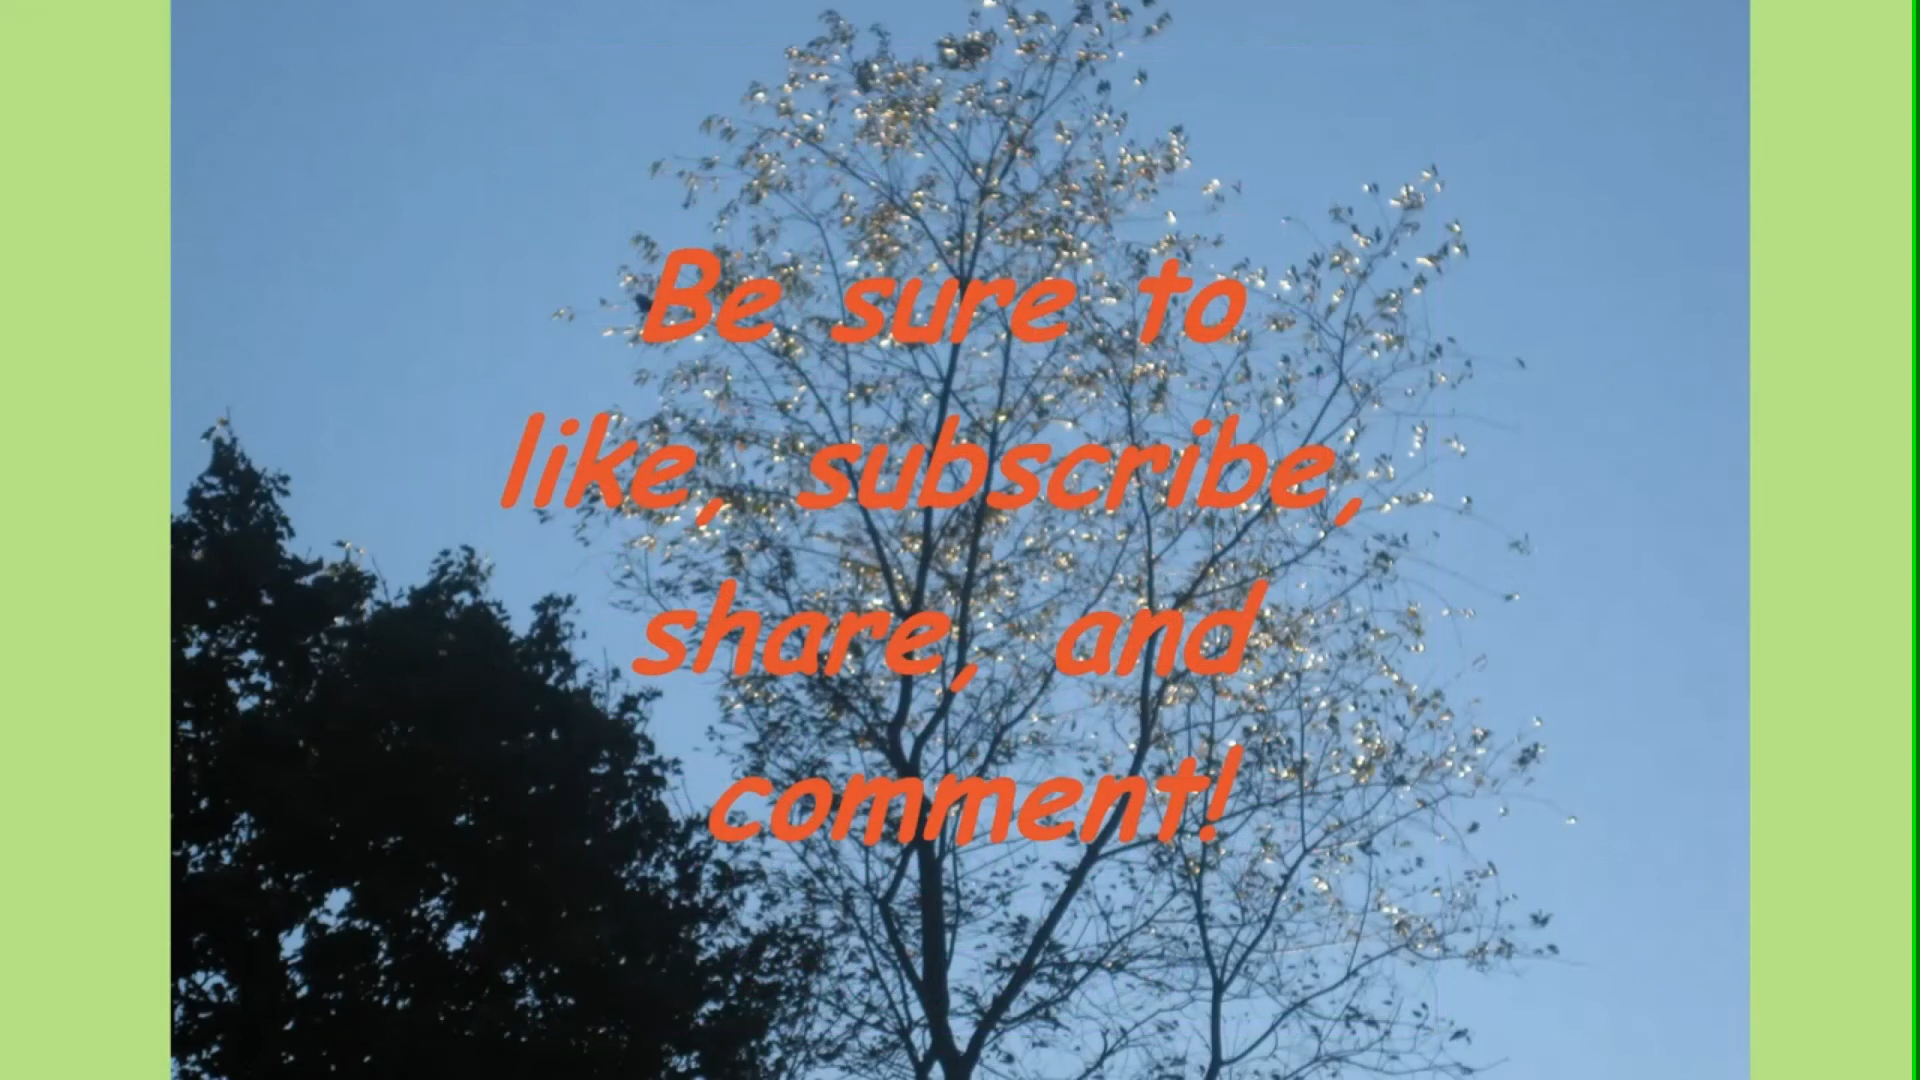 Be sure to
like, subscribe,
share, and
comment!